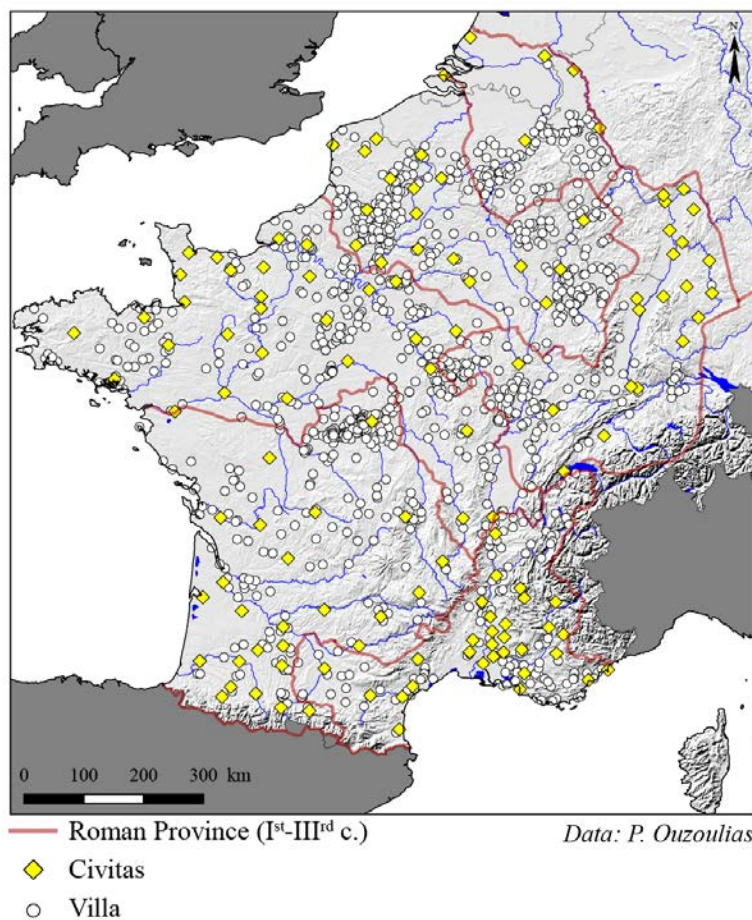 N
0 100 200 300 km
Roman Province (Iˢᵗ-IIIʳᵈ c.)
Data: P. Ouzoulias
Civitas
Villa